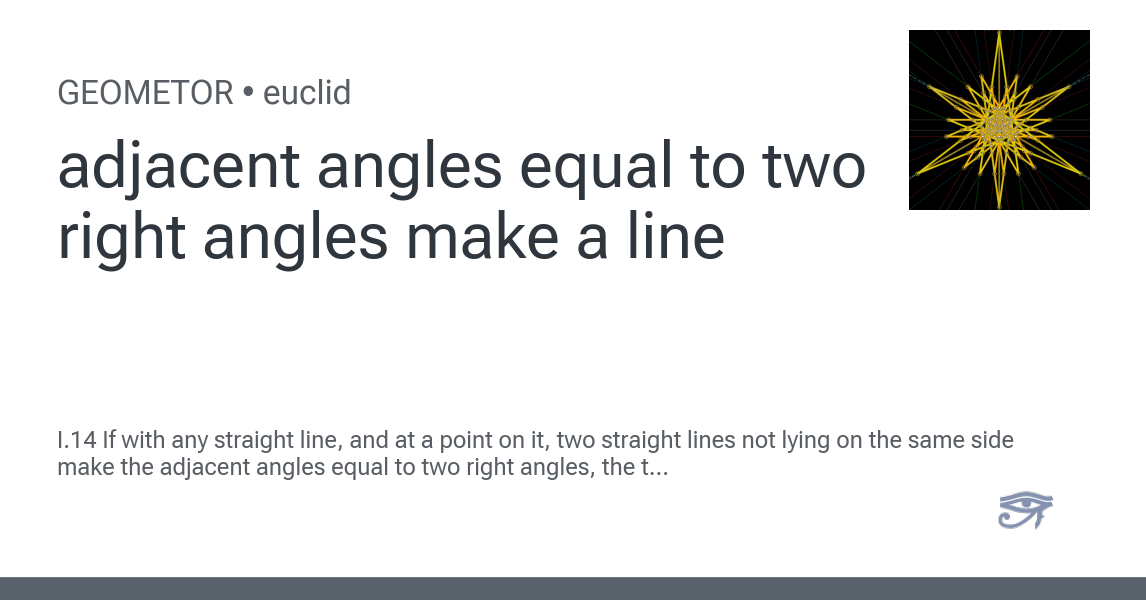 GEOMETOR • euclid
adjacent angles equal to two
right angles make a line
I.14 If with any straight line, and at a point on it, two straight lines not lying on the same side
make the adjacent angles equal to two right angles, the t...